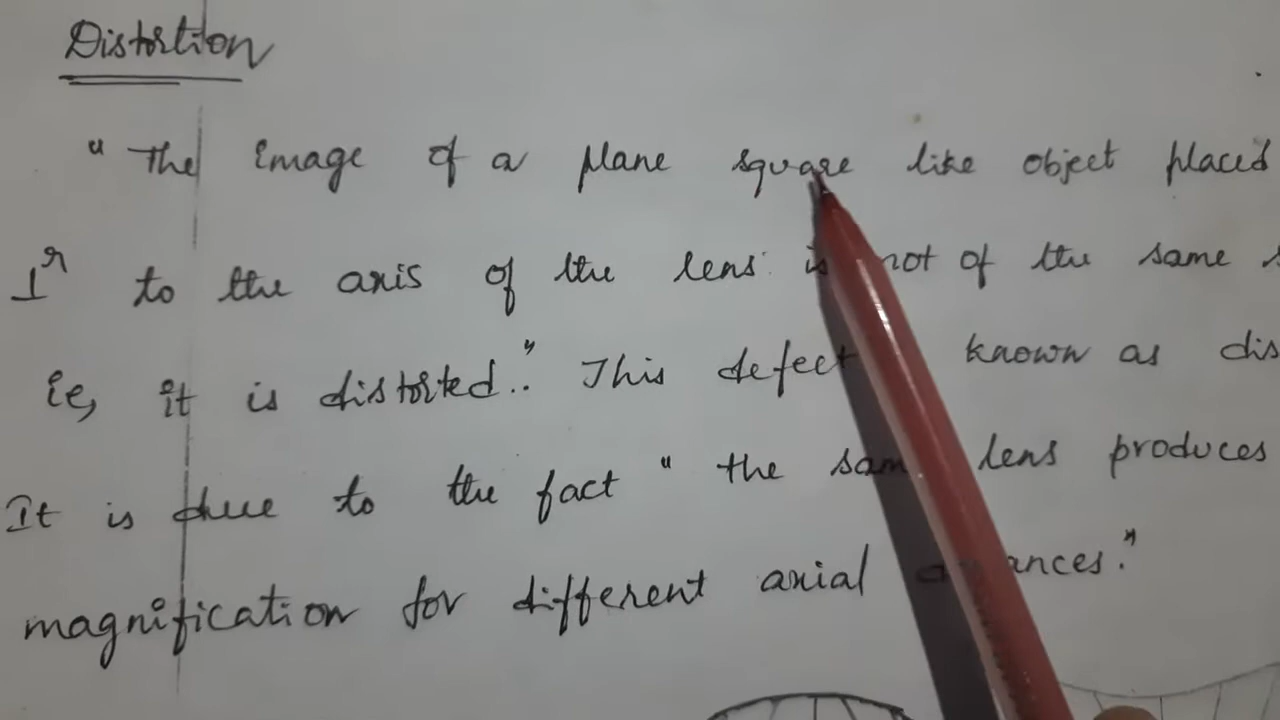 Distortion
" The image of a plane square like object placed
⊥r to the axis of the lens is not of the same
ie, it is distorted.." This defect known as
It is due to the fact " the same lens produces
magnification for different axial